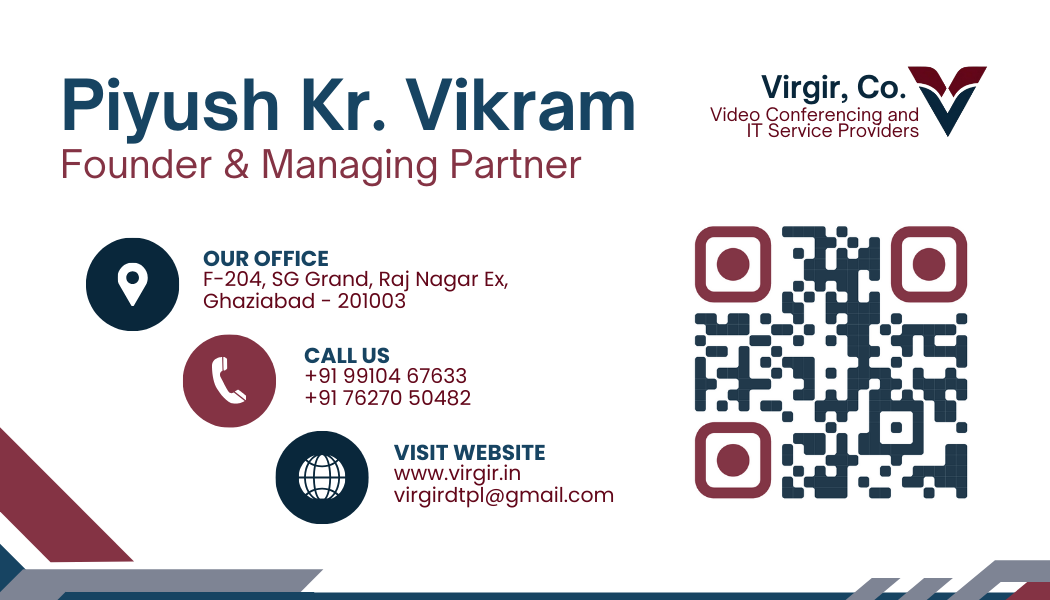 Piyush Kr. Vikram
Founder & Managing Partner
Virgir, Co.
Video Conferencing and
IT Service Providers
OUR OFFICE
F-204, SG Grand, Raj Nagar Ex,
Ghaziabad - 201003
CALL US
+91 99104 67633
+91 76270 50482
VISIT WEBSITE
www.virgir.in
virgirdtpl@gmail.com